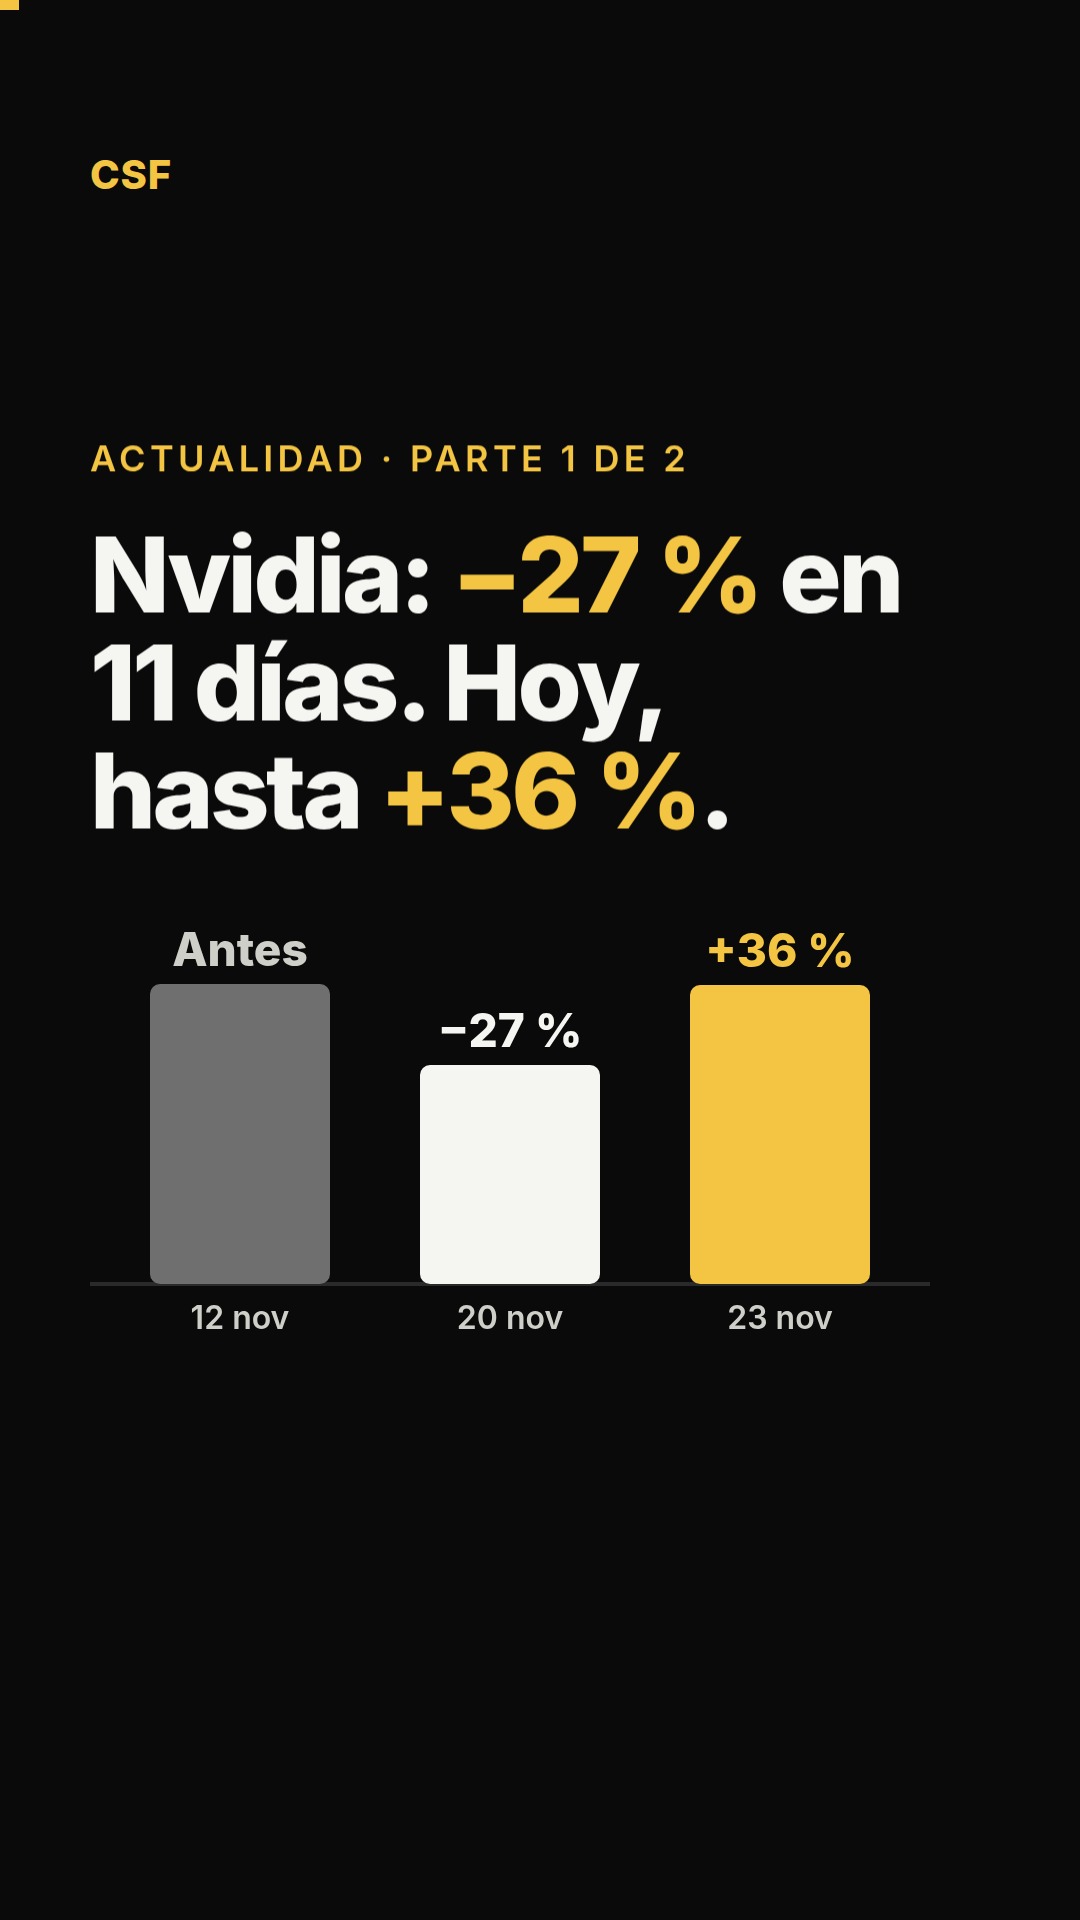 CSF
ACTUALIDAD · PARTE 1 DE 2
Nvidia: −27 % en
11 días. Hoy,
hasta +36 %.
Antes
−27 %
+36 %
12 nov
20 nov
23 nov